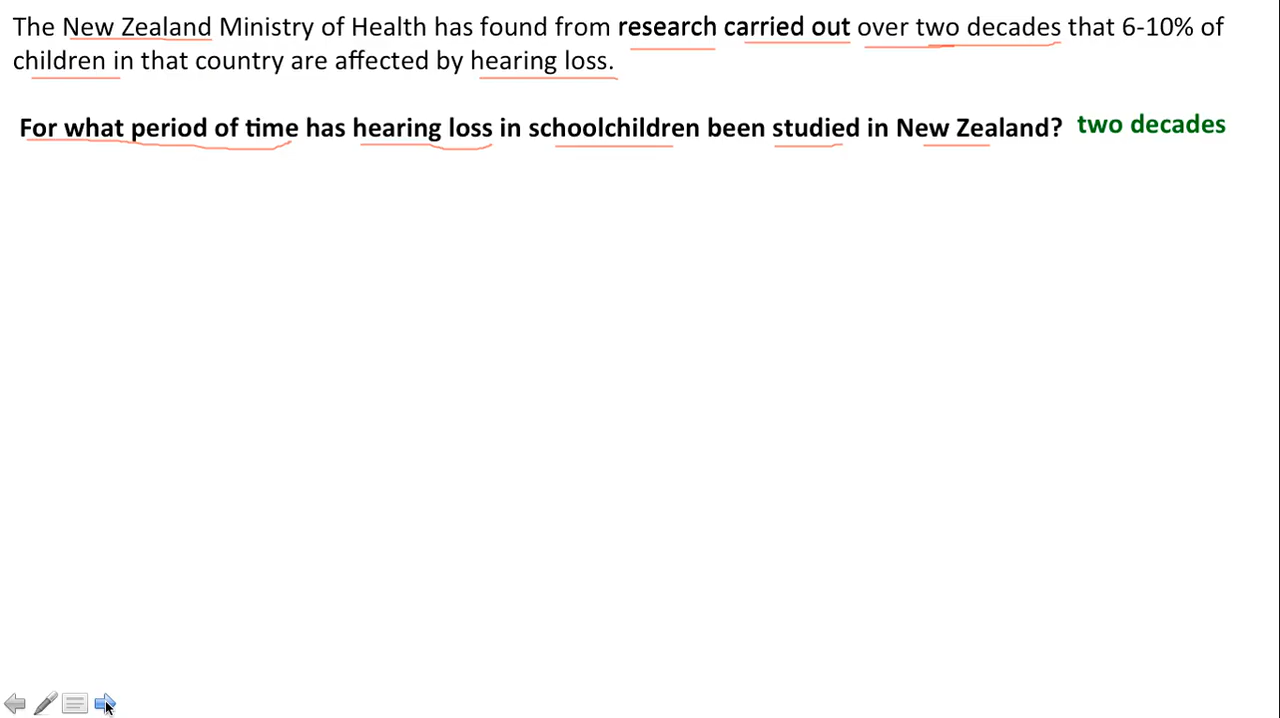 The New Zealand Ministry of Health has found from research carried out over two decades that 6-10% of
children in that country are affected by hearing loss.
For what period of time has hearing loss in schoolchildren been studied in New Zealand? two decades